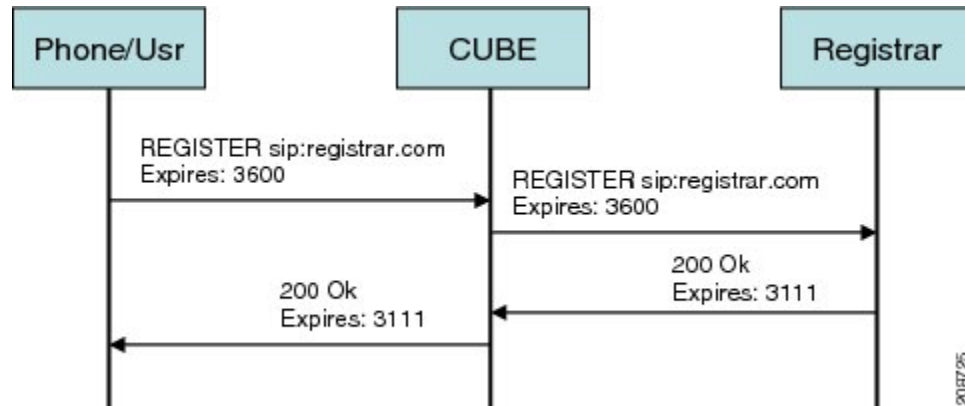 Phone/Usr
CUBE
Registrar
REGISTER sip:registrar.com
Expires: 3600
REGISTER sip:registrar.com
Expires: 3600
200 Ok
Expires: 3111
200 Ok
Expires: 3111